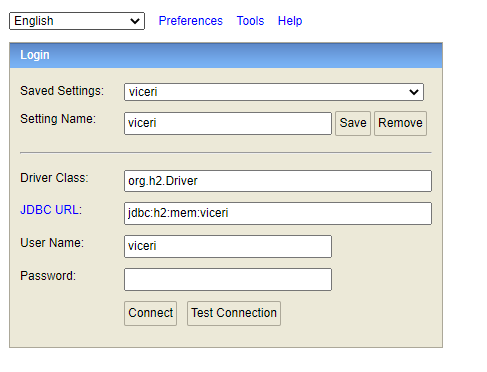 English Preferences Tools Help
Login
Saved Settings: viceri
Setting Name: viceri Save Remove
Driver Class: org.h2.Driver
JDBC URL: jdbc:h2:mem:viceri
User Name: viceri
Password:
Connect Test Connection